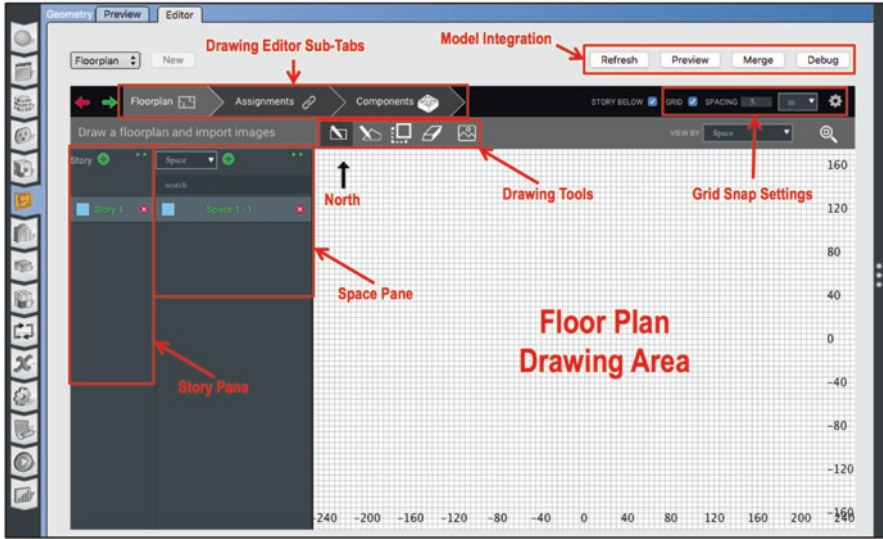 Geometry Preview Editor
Drawing Editor Sub-Tabs
Model Integration
Floorplan New
Refresh Preview Merge Debug
Floorplan Assignments Components
STORY BELOW GRID SPACING 5 m
Draw a floorplan and import images
VIEW BY Space
Story Space
search
Story 1 Space 1 - 1
North
Drawing Tools
Grid Snap Settings
Space Pane
Floor Plan
Drawing Area
Story Pane
160
120
80
40
0
-40
-80
-120
-160
-240 -200 -160 -120 -80 -40 0 40 80 120 160 200 240